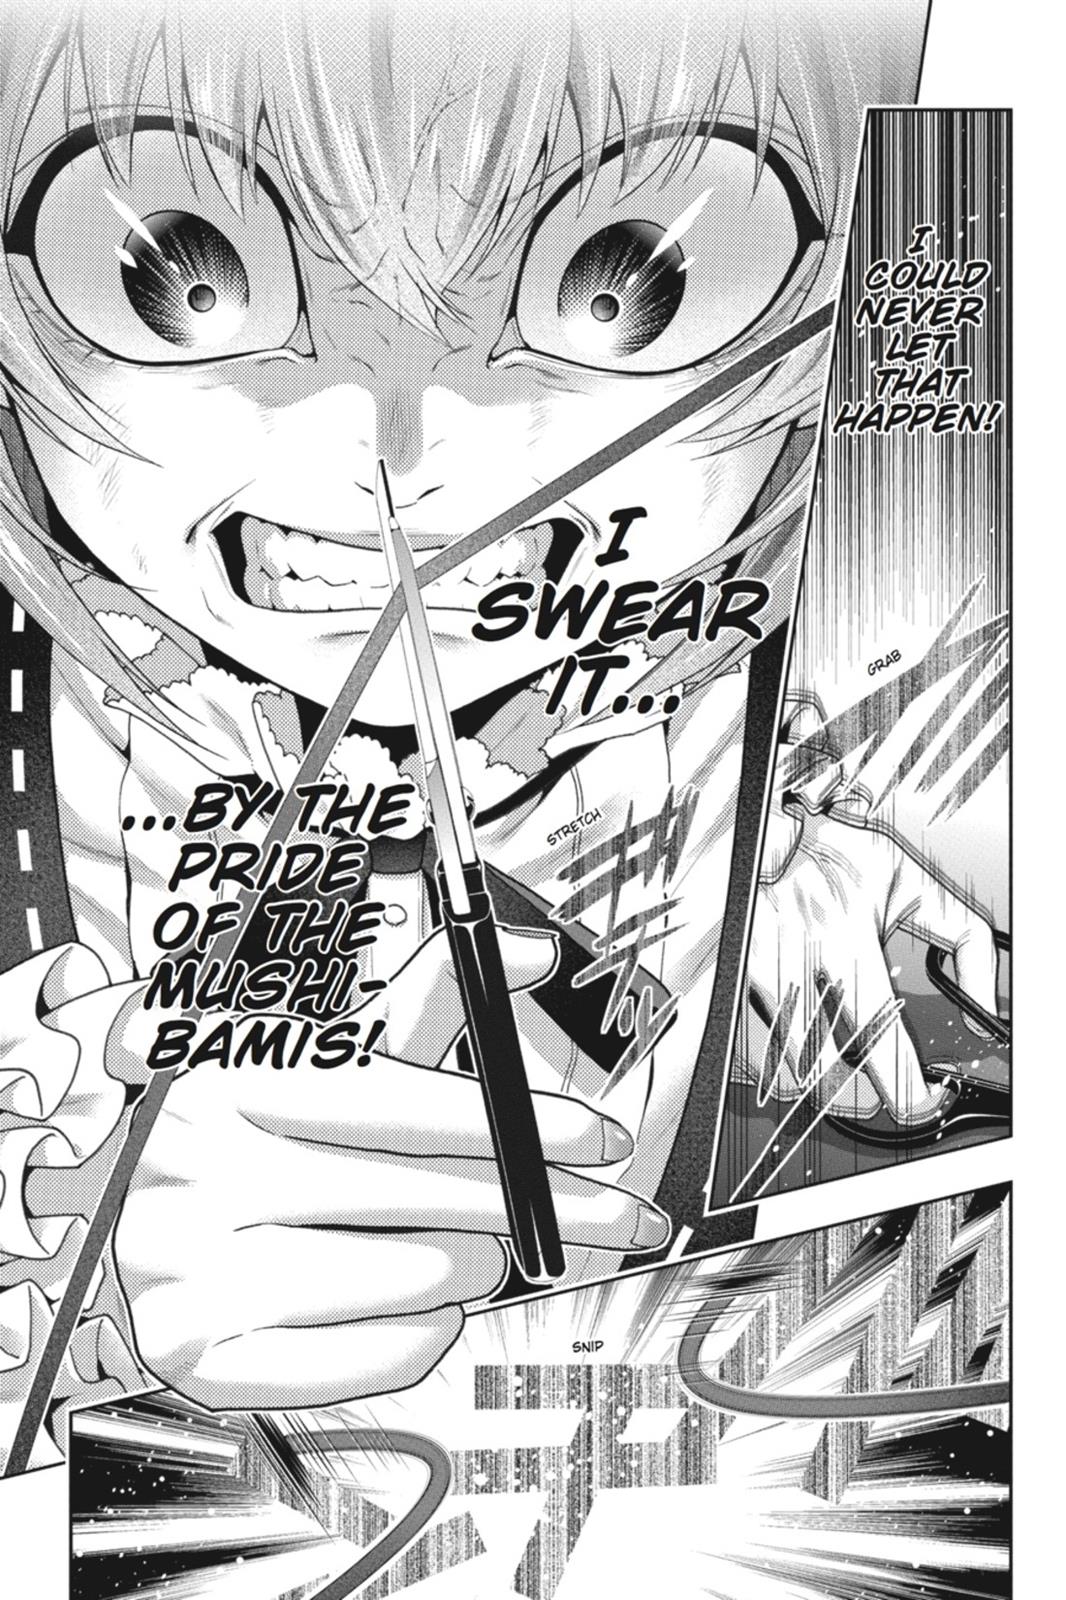 I
COULD
NEVER
LET
THAT
HAPPEN!
GRAB
I
SWEAR
IT...
STRETCH
...BY THE
PRIDE
OF THE
MUSHI-
BAMIS!
SNIP